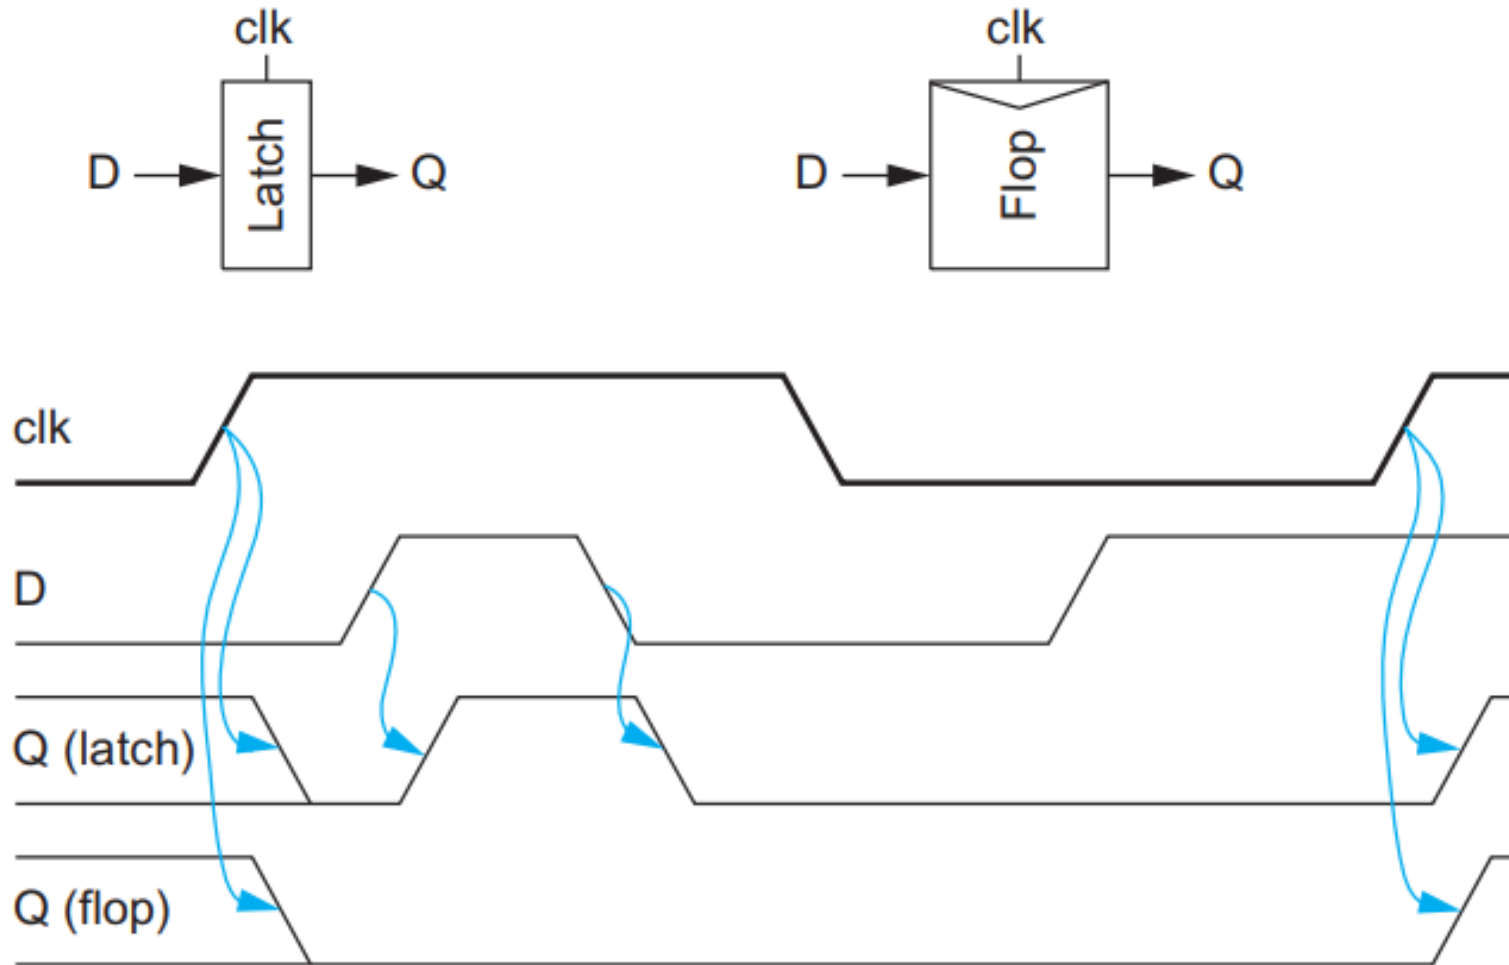 clk
clk
D
Latch
Q
D
Flop
Q
clk
D
Q (latch)
Q (flop)